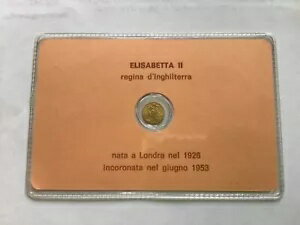 ELISABETTA II
regina d'Inghilterra
nata a Londra nel 1926
incoronata nel giugno 1953